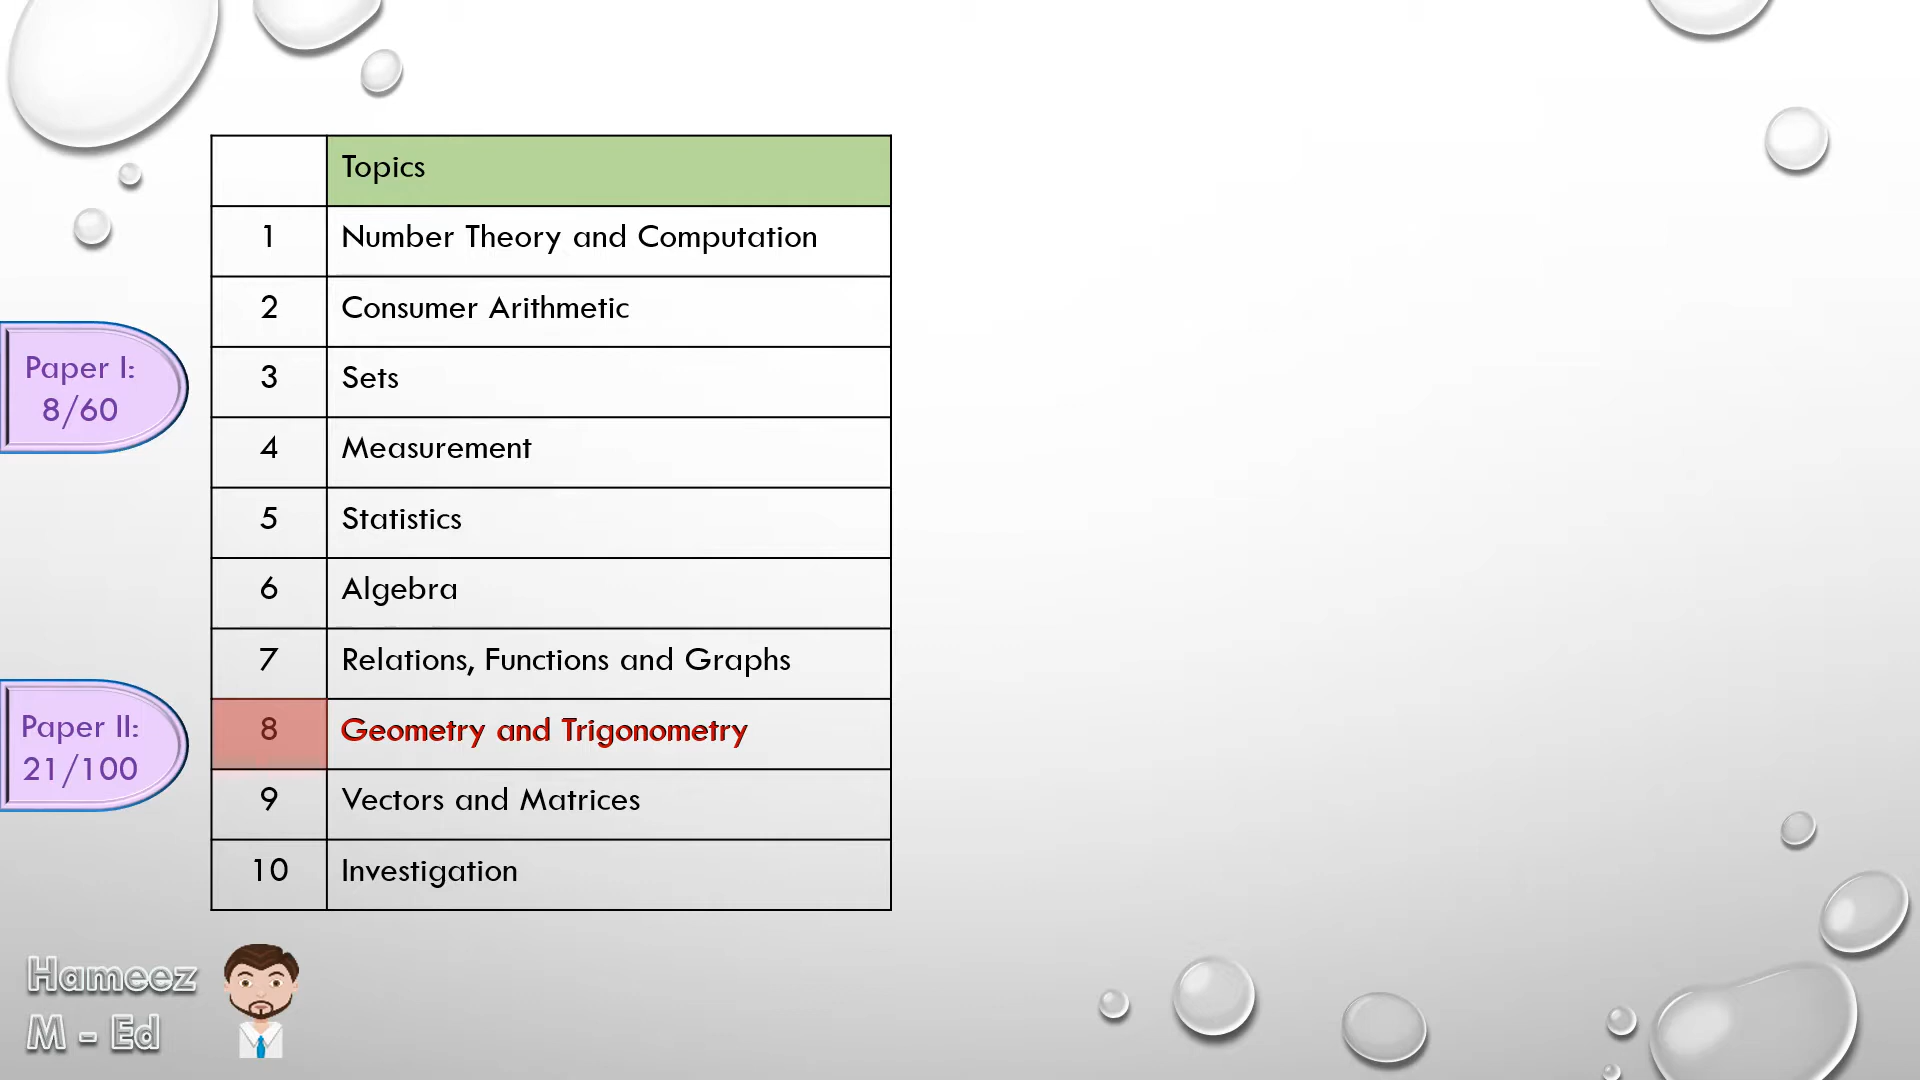 Topics
1 Number Theory and Computation
2 Consumer Arithmetic
3 Sets
4 Measurement
5 Statistics
6 Algebra
7 Relations, Functions and Graphs
8 Geometry and Trigonometry
9 Vectors and Matrices
10 Investigation
Paper I:
8/60
Paper II:
21/100
Hameez
M - Ed